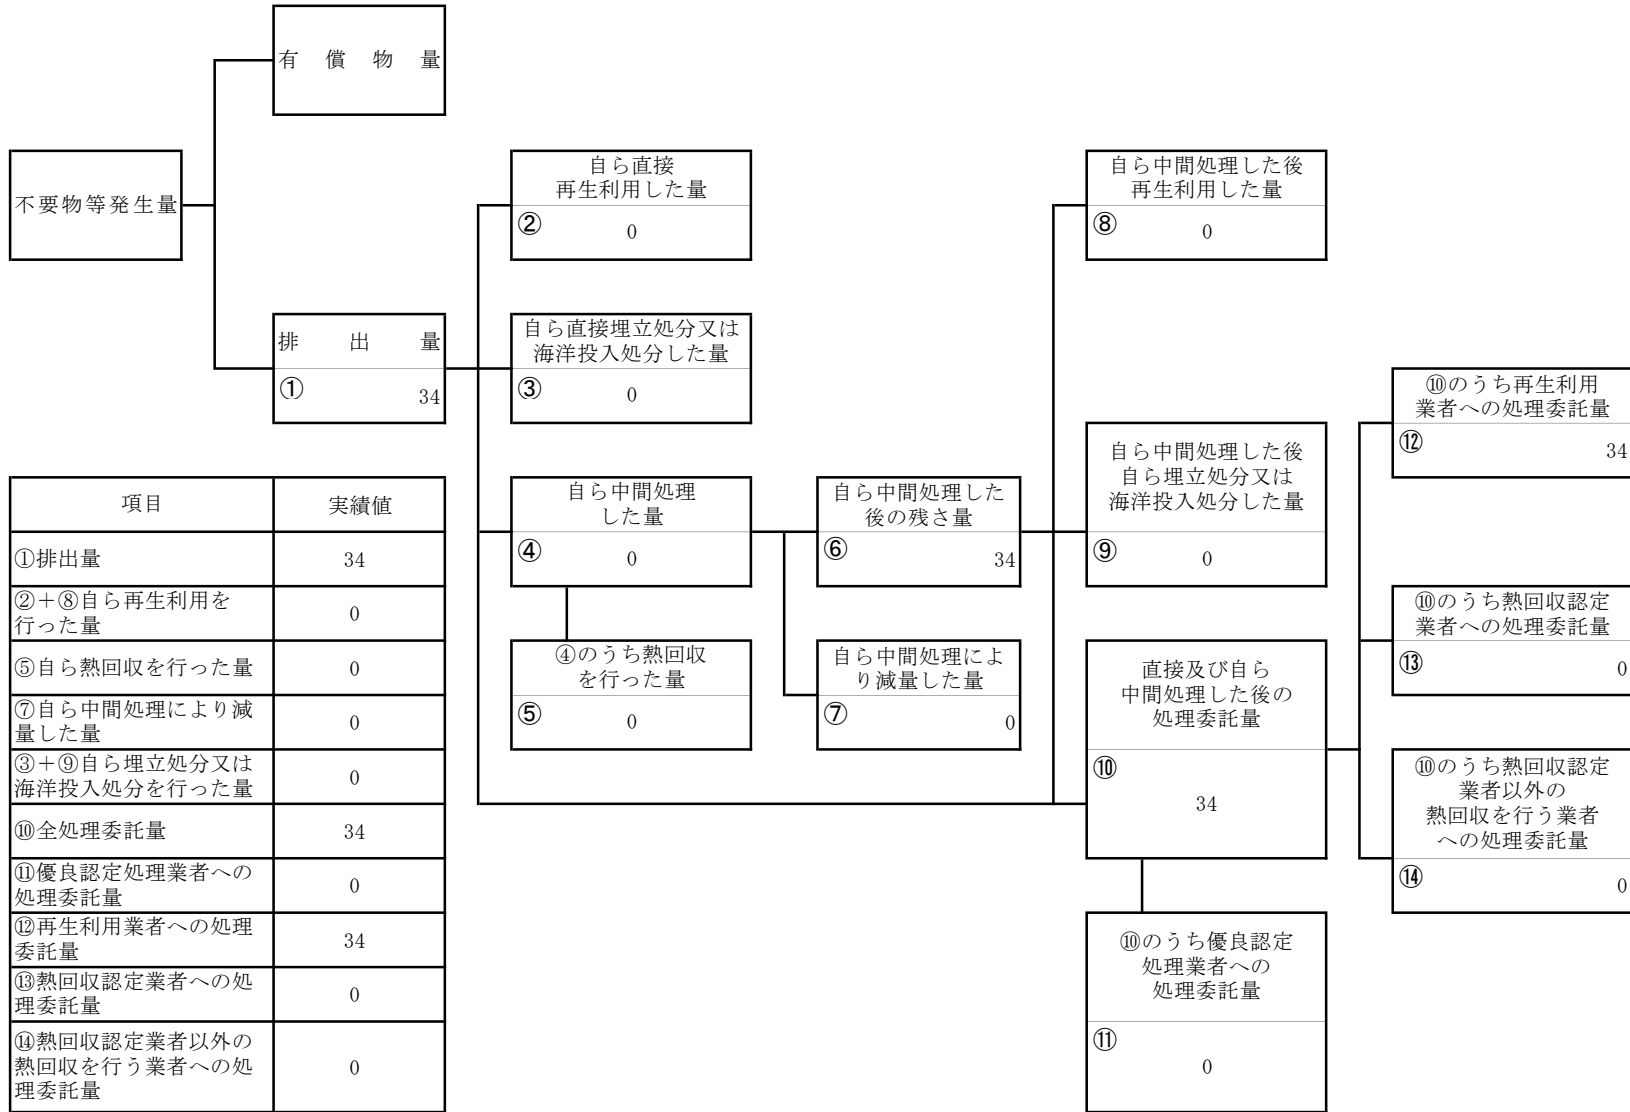 有償物量
不要物等発生量
排出量
① 34
自ら直接
再生利用した量
② 0
自ら直接埋立処分又は
海洋投入処分した量
③ 0
自ら中間処理
した量
④ 0
④のうち熱回収
を行った量
⑤ 0
自ら中間処理した
後の残さ量
⑥ 34
自ら中間処理によ
り減量した量
⑦ 0
自ら中間処理した後
再生利用した量
⑧ 0
自ら中間処理した後
自ら埋立処分又は
海洋投入処分した量
⑨ 0
直接及び自ら
中間処理した後の
処理委託量
⑩
34
⑩のうち優良認定
処理業者への
処理委託量
⑪
0
⑩のうち再生利用
業者への処理委託量
⑫ 34
⑩のうち熱回収認定
業者への処理委託量
⑬ 0
⑩のうち熱回収認定
業者以外の
熱回収を行う業者
への処理委託量
⑭ 0
項目 実績値
①排出量 34
②+⑧自ら再生利用を
行った量 0
⑤自ら熱回収を行った量 0
⑦自ら中間処理により減
量した量 0
③+⑨自ら埋立処分又は
海洋投入処分を行った量 0
⑩全処理委託量 34
⑪優良認定処理業者への
処理委託量 0
⑫再生利用業者への処理
委託量 34
⑬熱回収認定業者への処
理委託量 0
⑭熱回収認定業者以外の
熱回収を行う業者への処
理委託量 0